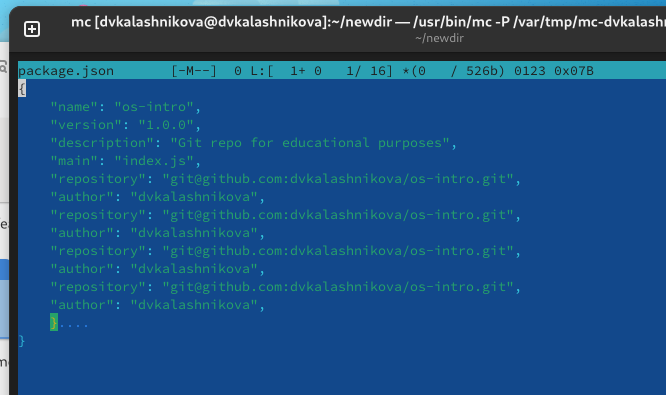 mc [dvkalashnikova@dvkalashnikova]:~/newdir — /usr/bin/mc -P /var/tmp/mc-dvkalashn
~/newdir
package.json [-M--] 0 L:[ 1+ 0 1/ 16] *(0 / 526b) 0123 0x07B
{
"name": "os-intro",
"version": "1.0.0",
"description": "Git repo for educational purposes",
"main": "index.js",
"repository": "git@github.com:dvkalashnikova/os-intro.git",
"author": "dvkalashnikova",
"repository": "git@github.com:dvkalashnikova/os-intro.git",
"author": "dvkalashnikova",
"repository": "git@github.com:dvkalashnikova/os-intro.git",
"author": "dvkalashnikova",
"repository": "git@github.com:dvkalashnikova/os-intro.git",
"author": "dvkalashnikova",
}....
}